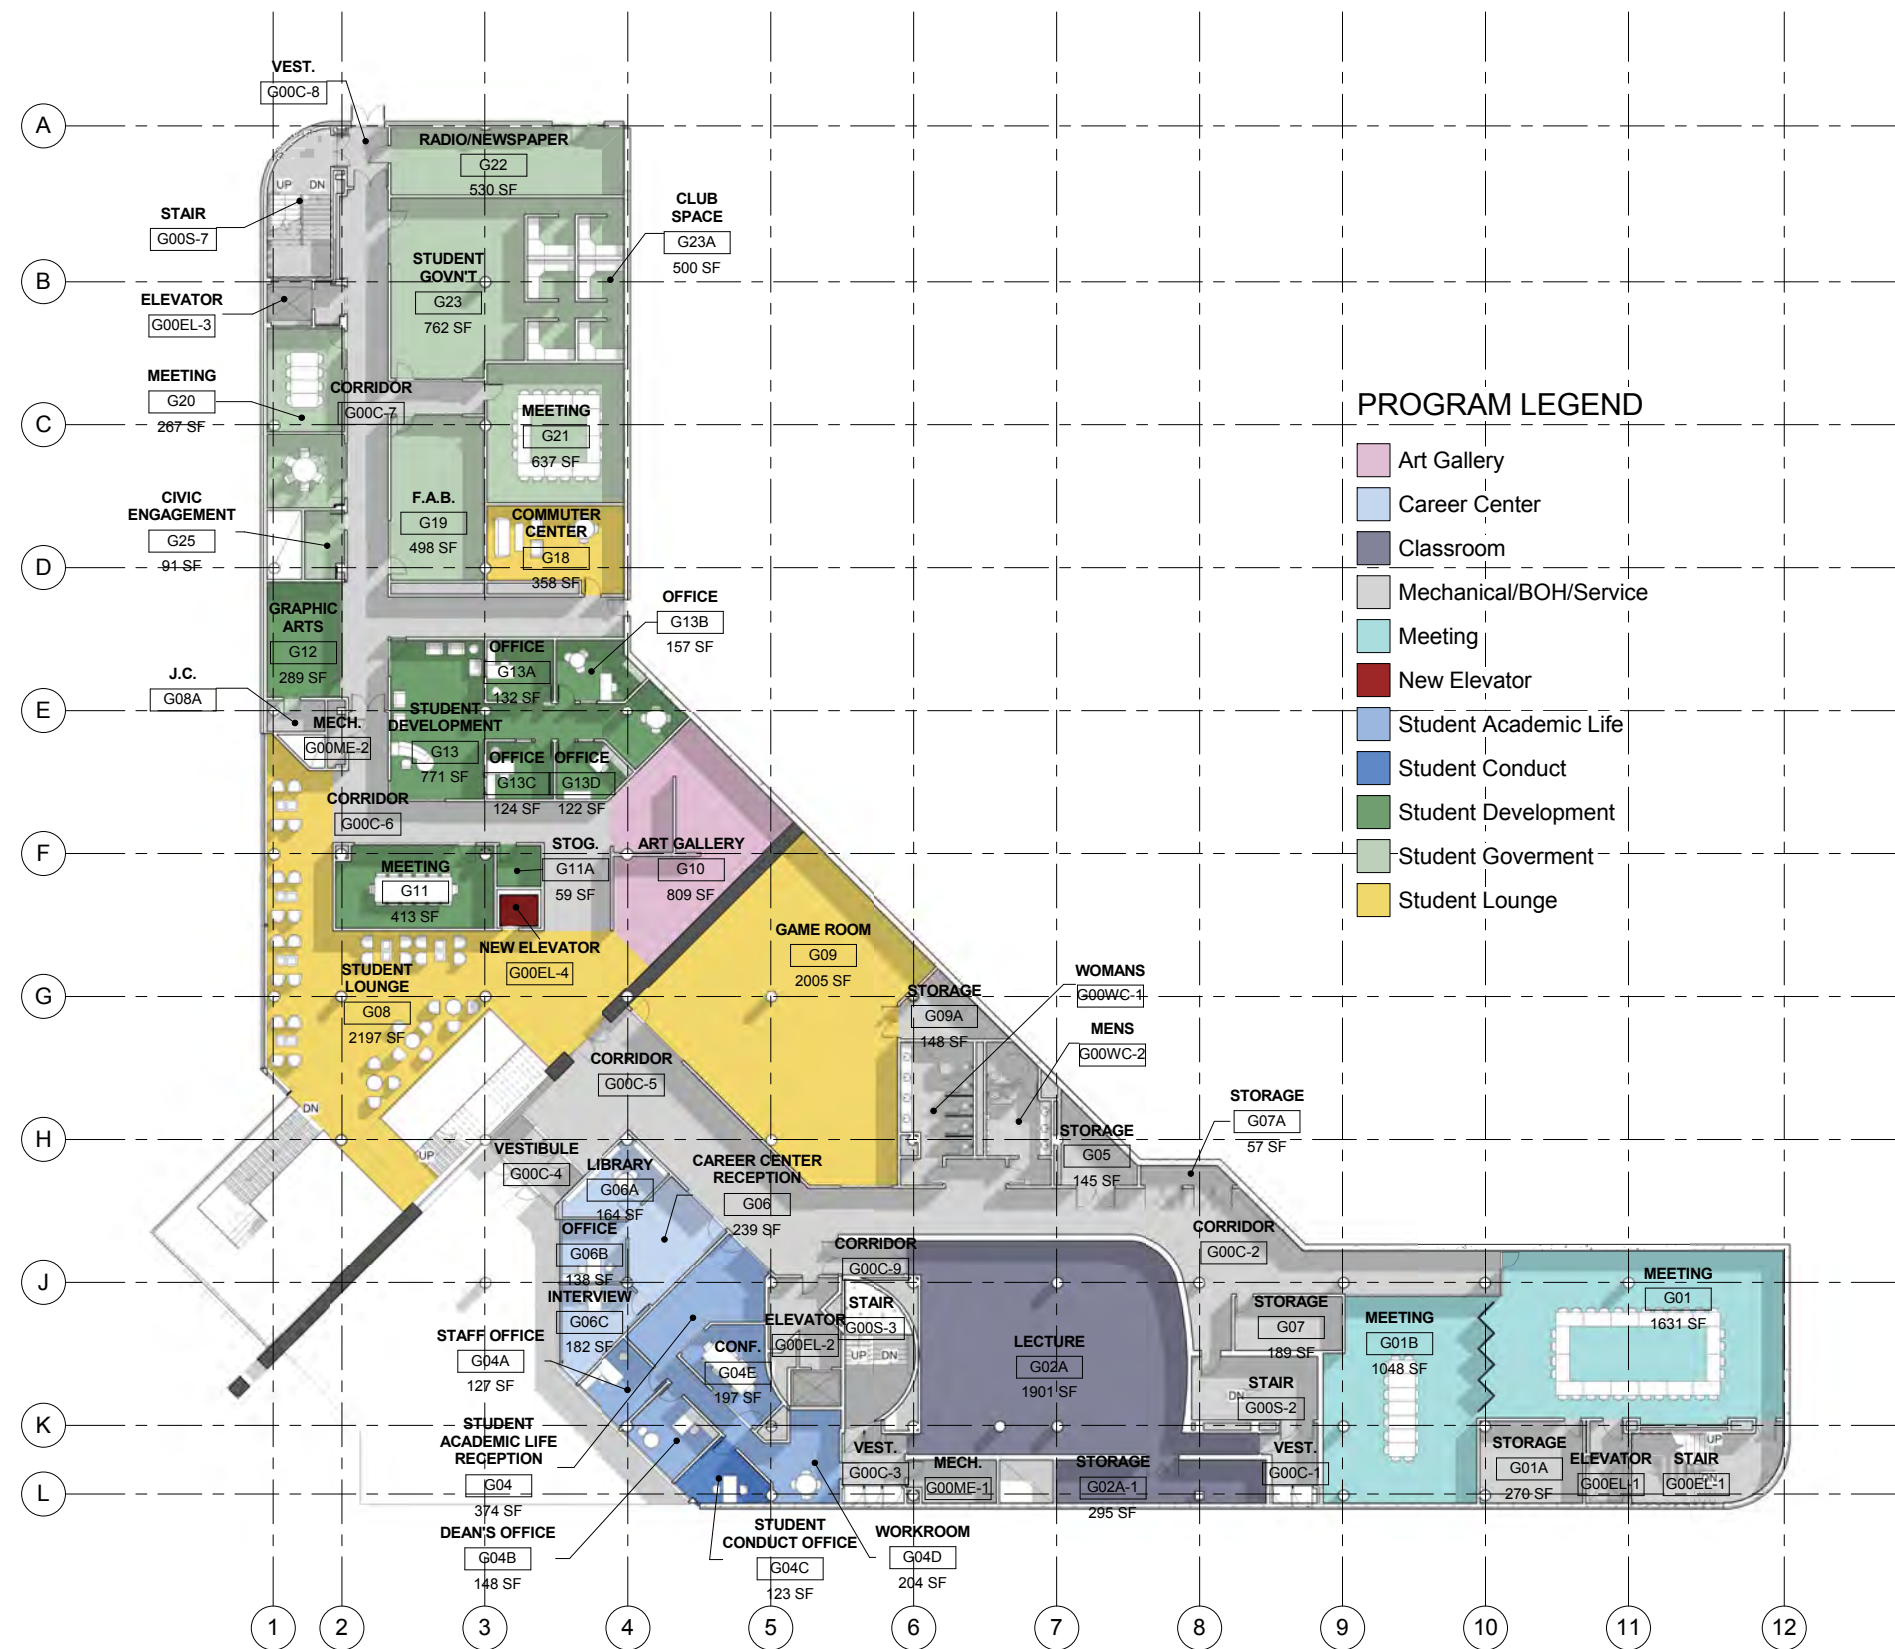 VEST.
G00C-8
A
RADIO/NEWSPAPER
G22
530 SF
UP
DN
CLUB
SPACE
G23A
500 SF
STAIR
G00S-7
STUDENT
GOVN'T
G23
762 SF
B
ELEVATOR
G00EL-3
MEETING
G20
267 SF
CORRIDOR
G00C-7
C
MEETING
G21
637 SF
CIVIC
ENGAGEMENT
G25
91 SF
F.A.B.
G19
498 SF
COMMUTER
CENTER
G18
358 SF
D
PROGRAM LEGEND
Art Gallery
Career Center
Classroom
Mechanical/BOH/Service
Meeting
New Elevator
Student Academic Life
Student Conduct
Student Development
Student Goverment
Student Lounge
GRAPHIC
ARTS
G12
289 SF
OFFICE
G13B
157 SF
OFFICE
G13A
132 SF
J.C.
G08A
E
MECH.
G00ME-2
STUDENT
DEVELOPMENT
G13
771 SF
OFFICE
G13C
124 SF
OFFICE
G13D
122 SF
CORRIDOR
G00C-6
F
MEETING
G11
413 SF
STOG.
G11A
59 SF
ART GALLERY
G10
809 SF
NEW ELEVATOR
G00EL-4
GAME ROOM
G09
2005 SF
G
STUDENT
LOUNGE
G08
2197 SF
STORAGE
G09A
148 SF
WOMANS
G00WC-1
MENS
G00WC-2
CORRIDOR
G00C-5
DN
STORAGE
G07A
57 SF
H
UP
VESTIBULE
G00C-4
LIBRARY
G06A
164 SF
CAREER CENTER
RECEPTION
G06
239 SF
STORAGE
G05
145 SF
OFFICE
G06B
138 SF
CORRIDOR
G00C-9
CORRIDOR
G00C-2
J
INTERVIEW
G06C
182 SF
STAIR
G00S-3
UP
DN
ELEVATOR
G00EL-2
MEETING
G01
1631 SF
STORAGE
G07
189 SF
MEETING
G01B
1048 SF
STAFF OFFICE
G04A
127 SF
CONF.
G04E
197 SF
LECTURE
G02A
1901 SF
STAIR
DN
G00S-2
K
STUDENT
ACADEMIC LIFE
RECEPTION
G04
374 SF
VEST.
G00C-3
MECH.
G00ME-1
STORAGE
G02A-1
295 SF
VEST.
G00C-1
STORAGE
G01A
270 SF
ELEVATOR
G00EL-1
UP
STAIR
DN
G00EL-1
L
DEAN'S OFFICE
G04B
148 SF
STUDENT
CONDUCT OFFICE
G04C
123 SF
WORKROOM
G04D
204 SF
1
2
3
4
5
6
7
8
9
10
11
12